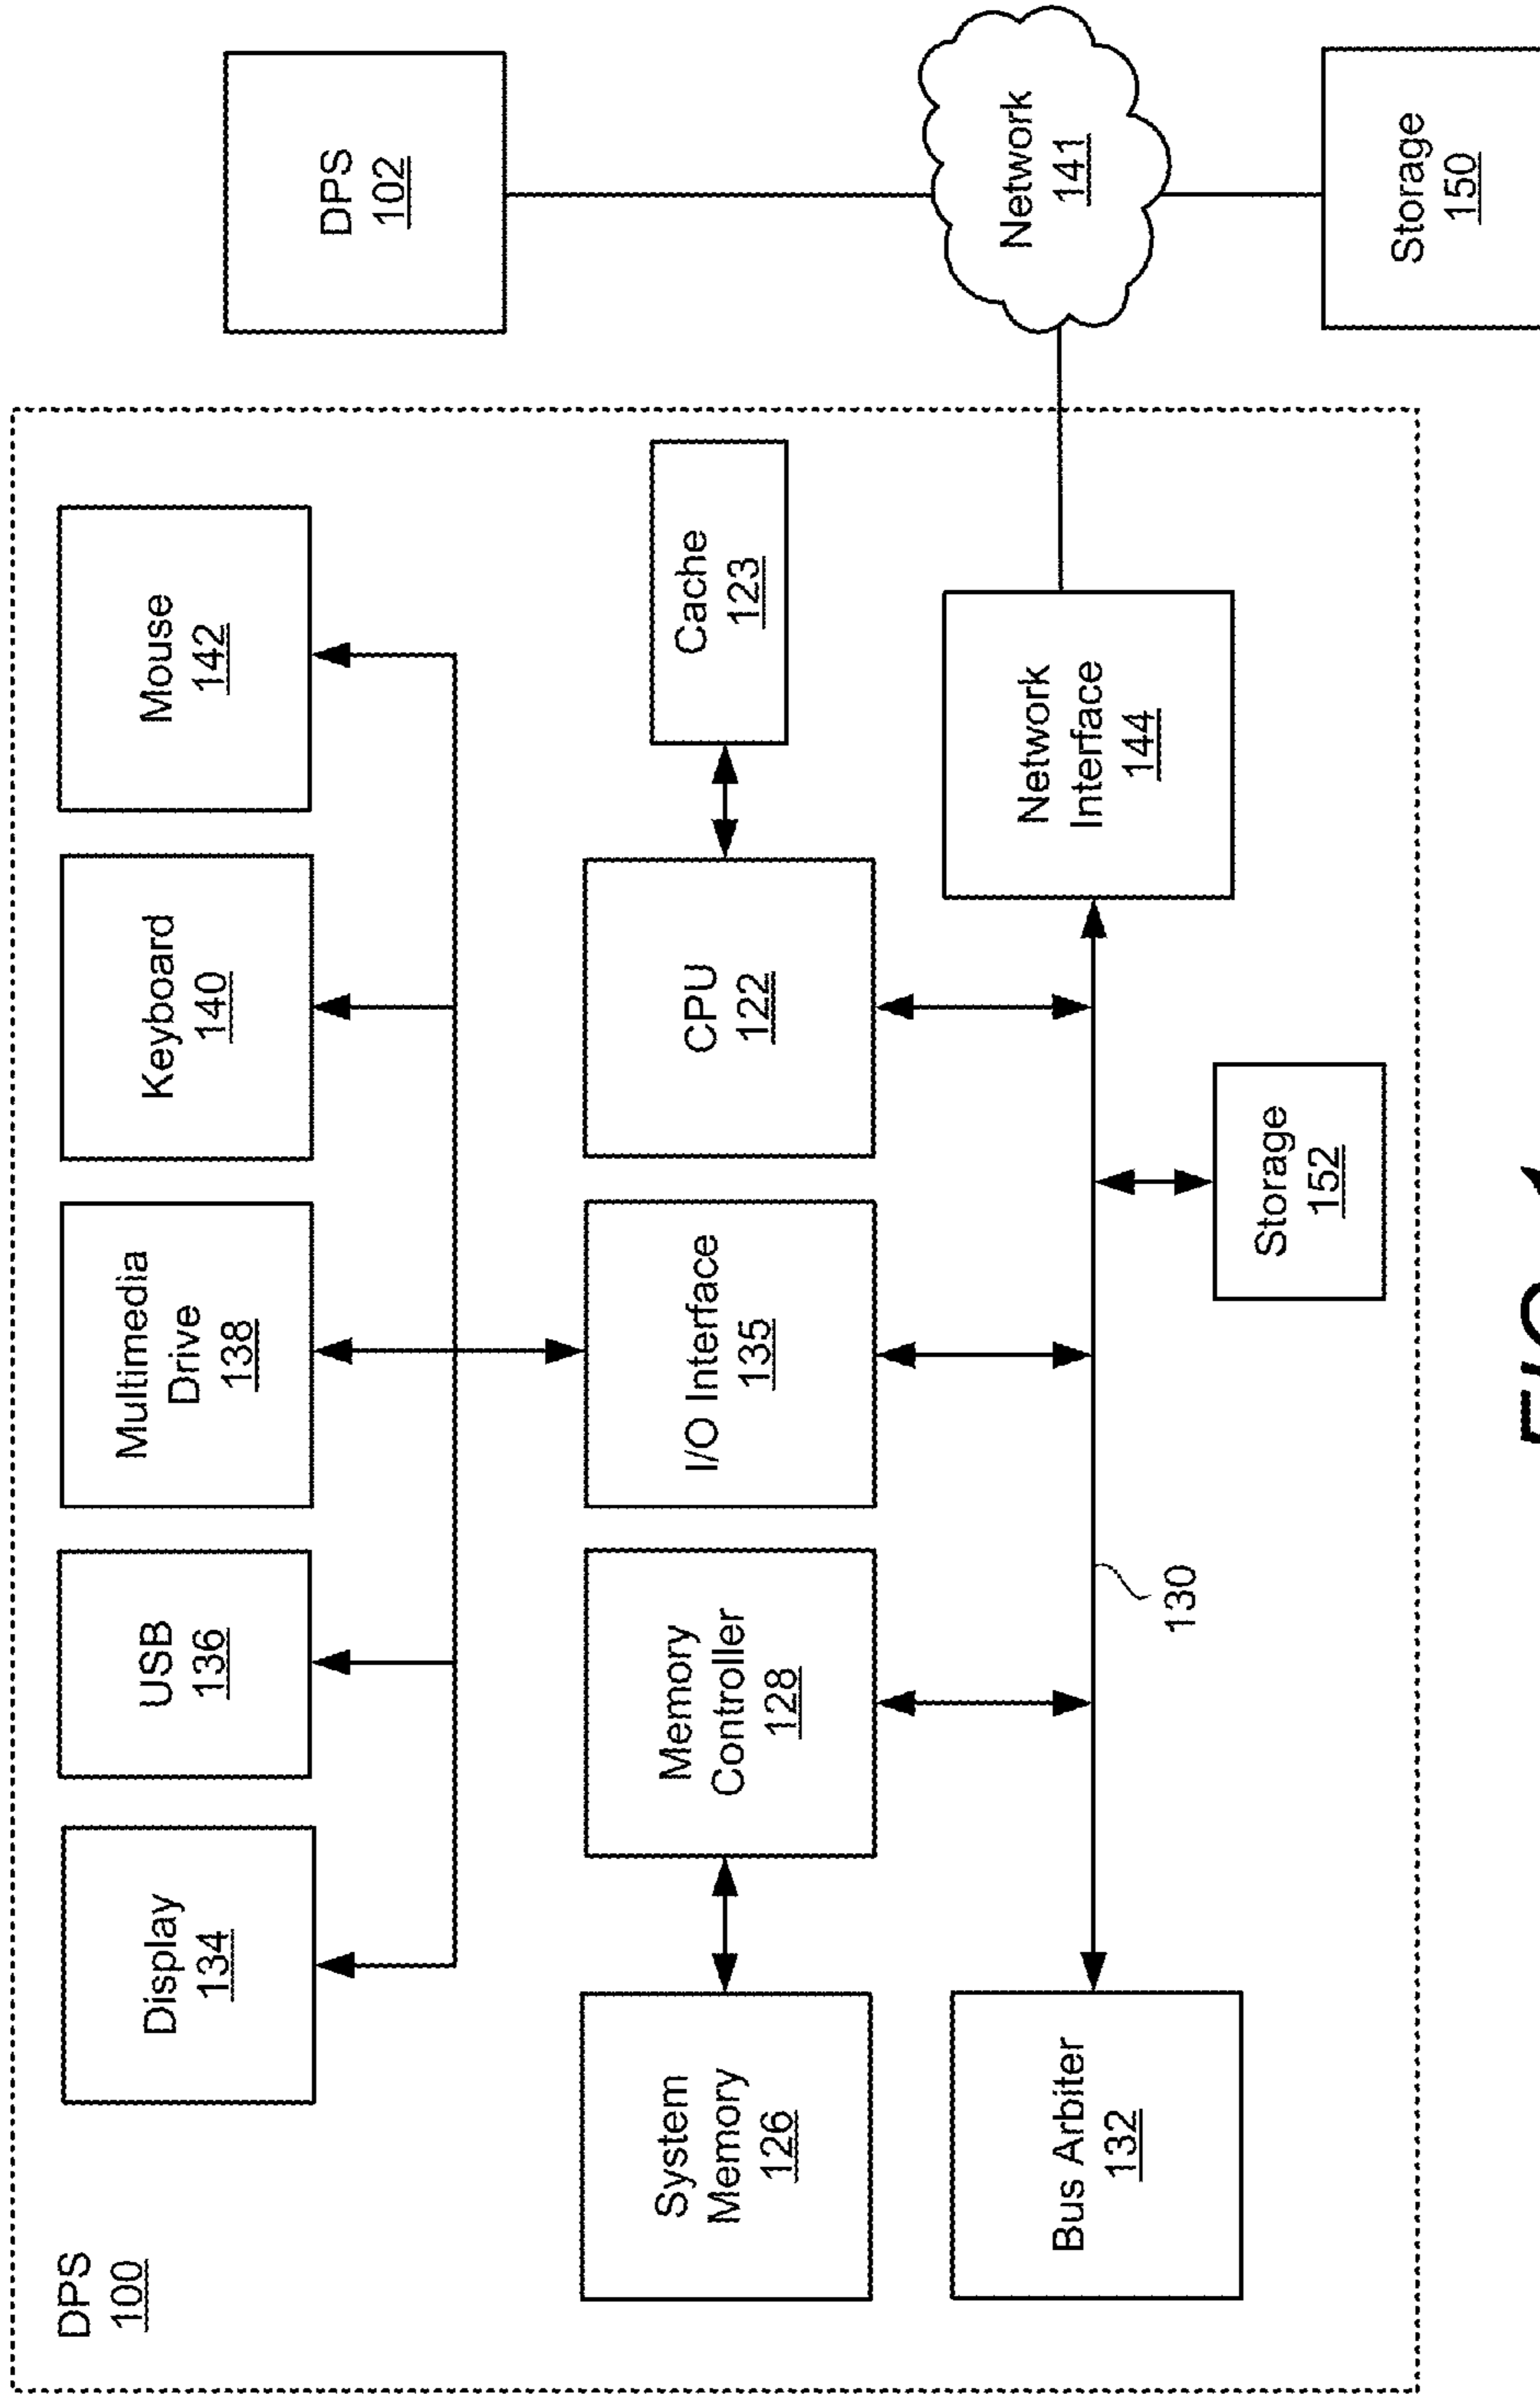 DPS
100
Display
134
USB
136
Multimedia
Drive
138
Keyboard
140
Mouse
142
DPS
102
System
Memory
126
Memory
Controller
128
I/O Interface
135
CPU
122
Cache
123
Bus Arbiter
132
130
Storage
152
Network
Interface
144
Network
141
Storage
150